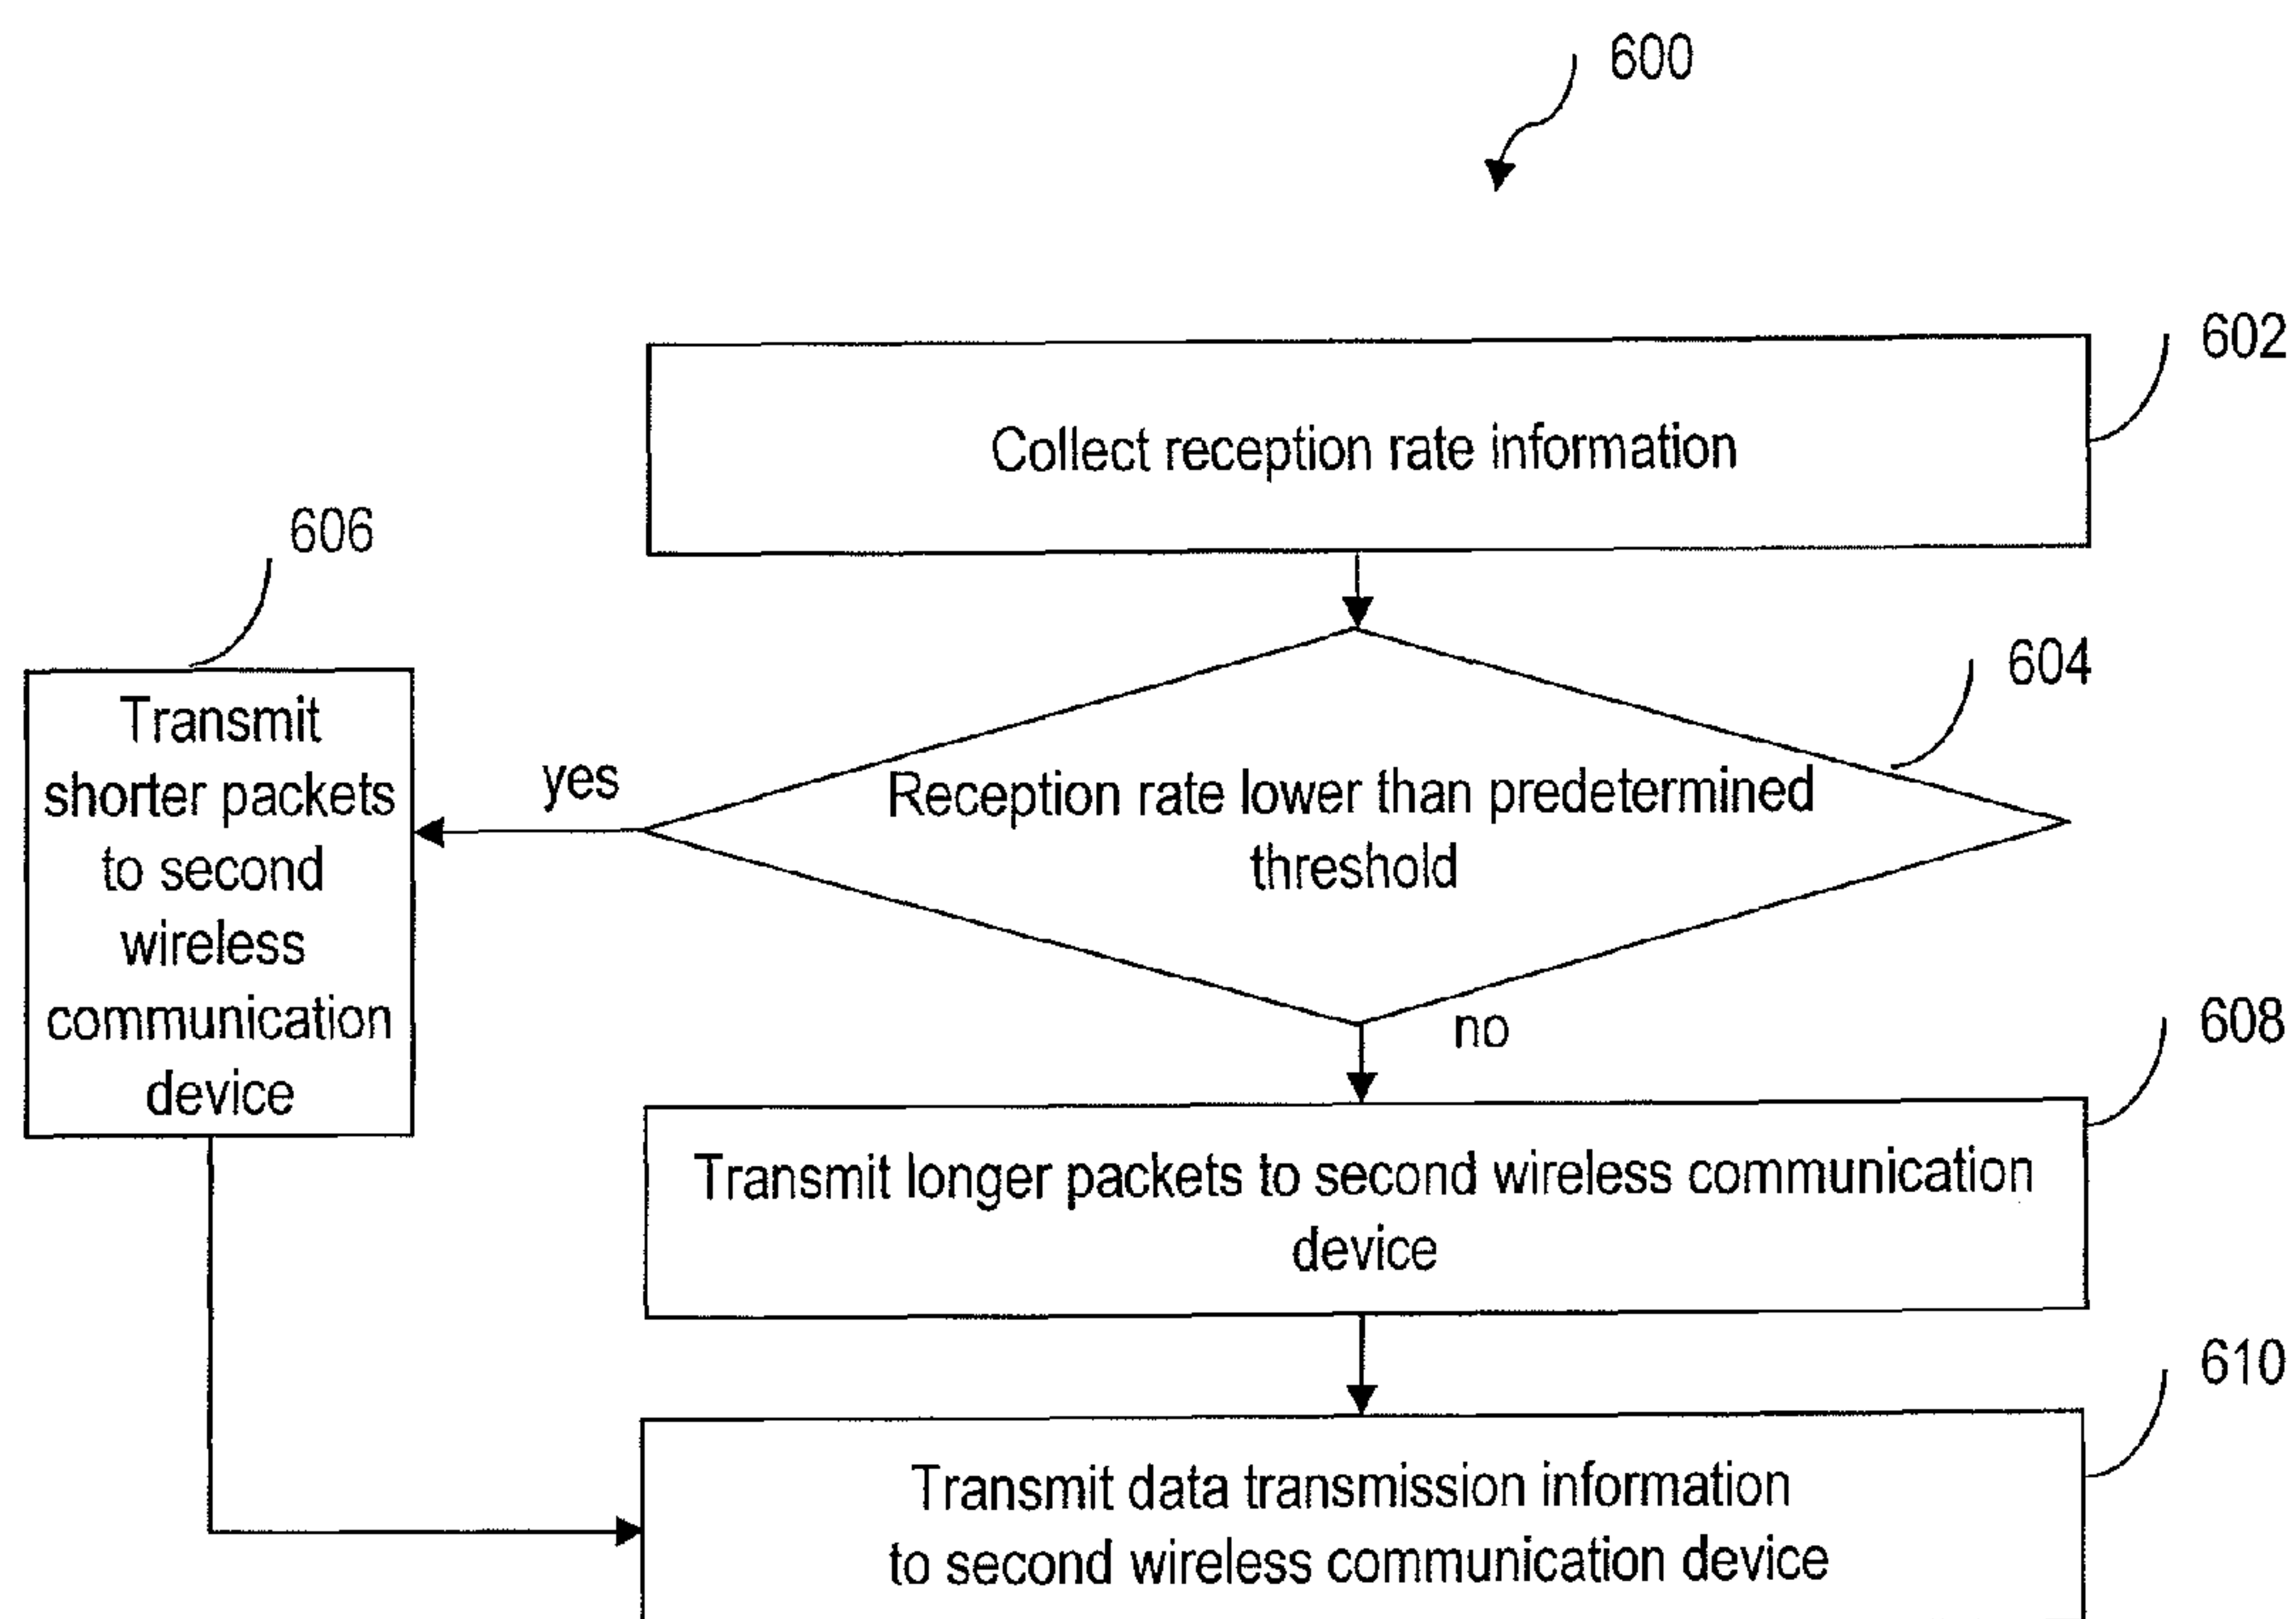 600
602
Collect reception rate information
606
604
Transmit
shorter packets
to second
wireless
communication
device
yes
Reception rate lower than predetermined
threshold
no
608
Transmit longer packets to second wireless communication
device
610
Transmit data transmission information
to second wireless communication device